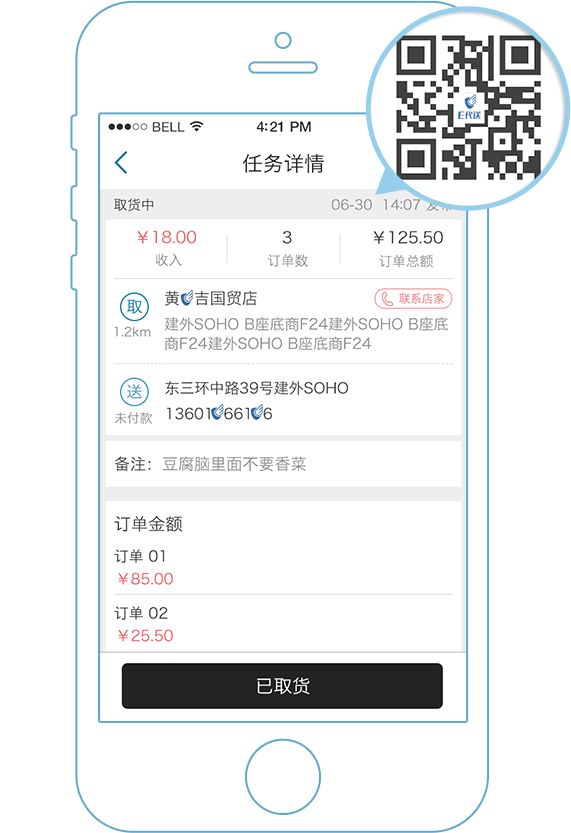 ●●●○○ BELL 4:21 PM
E代送
任务详情
取货中 06-30 14:07
¥18.00 3 ¥125.50
收入 订单数 订单总额
取 黄 吉国贸店 联系店家
1.2km 建外SOHO B座底商F24建外SOHO B座底
商F24建外SOHO B座底商F24
送 东三环中路39号建外SOHO
未付款 13601 661 6
备注: 豆腐脑里面不要香菜
订单金额
订单 01
¥85.00
订单 02
¥25.50
已取货